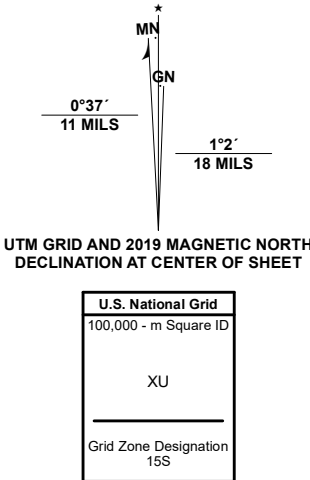 MN
GN
0°37´
11 MILS
1°2´
18 MILS
UTM GRID AND 2019 MAGNETIC NORTH
DECLINATION AT CENTER OF SHEET
U.S. National Grid
100,000 - m Square ID
XU
Grid Zone Designation
15S